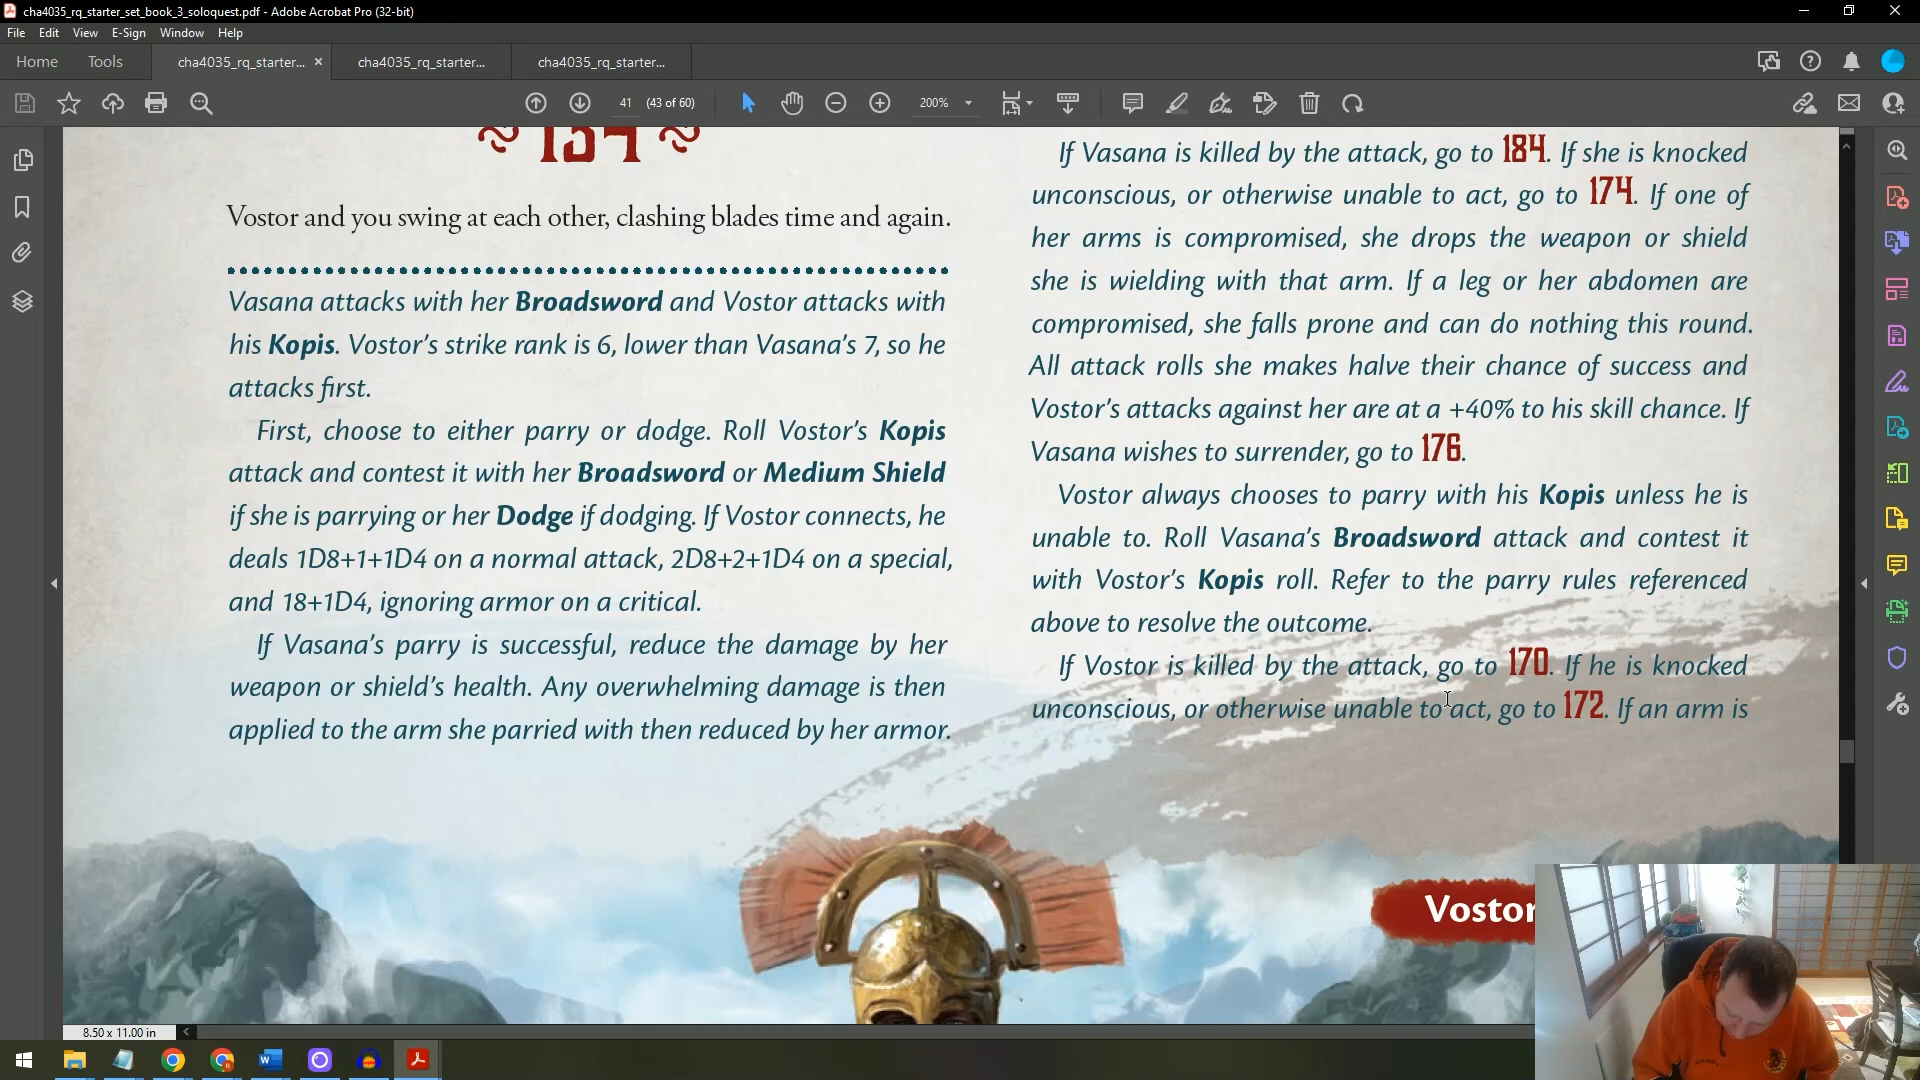 cha4035_rq_starter_set_book_3_soloquest.pdf - Adobe Acrobat Pro (32-bit)
File Edit View E-Sign Window Help
Home Tools cha4035_rq_starter... × cha4035_rq_starter... cha4035_rq_starter...
41 (43 of 60) 200%
Vostor and you swing at each other, clashing blades time and again.
Vasana attacks with her Broadsword and Vostor attacks with
his Kopis. Vostor’s strike rank is 6, lower than Vasana’s 7, so he
attacks first.
First, choose to either parry or dodge. Roll Vostor’s Kopis
attack and contest it with her Broadsword or Medium Shield
if she is parrying or her Dodge if dodging. If Vostor connects, he
deals 1D8+1+1D4 on a normal attack, 2D8+2+1D4 on a special,
and 18+1D4, ignoring armor on a critical.
If Vasana’s parry is successful, reduce the damage by her
weapon or shield’s health. Any overwhelming damage is then
applied to the arm she parried with then reduced by her armor.
If Vasana is killed by the attack, go to 184. If she is knocked
unconscious, or otherwise unable to act, go to 174. If one of
her arms is compromised, she drops the weapon or shield
she is wielding with that arm. If a leg or her abdomen are
compromised, she falls prone and can do nothing this round.
All attack rolls she makes halve their chance of success and
Vostor’s attacks against her are at a +40% to his skill chance. If
Vasana wishes to surrender, go to 176.
Vostor always chooses to parry with his Kopis unless he is
unable to. Roll Vasana’s Broadsword attack and contest it
with Vostor’s Kopis roll. Refer to the parry rules referenced
above to resolve the outcome.
If Vostor is killed by the attack, go to 170. If he is knocked
unconscious, or otherwise unable to act, go to 172. If an arm is
Vostor
8.50 x 11.00 in